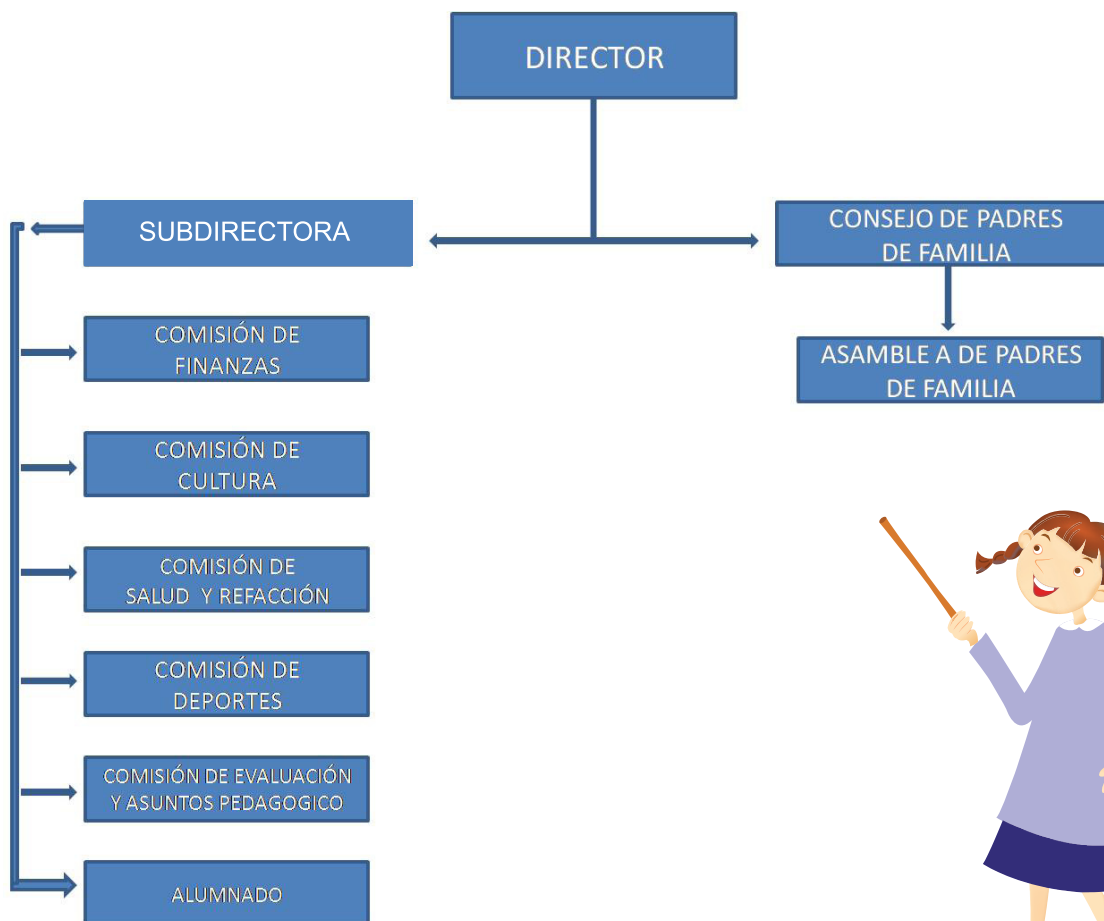 DIRECTOR
SUBDIRECTORA
CONSEJO DE PADRES
DE FAMILIA
ASAMBLE A DE PADRES
DE FAMILIA
COMISIÓN DE
FINANZAS
COMISIÓN DE
CULTURA
COMISIÓN DE
SALUD Y REFACCIÓN
COMISIÓN DE
DEPORTES
COMISIÓN DE EVALUACIÓN
Y ASUNTOS PEDAGOGICO
ALUMNADO